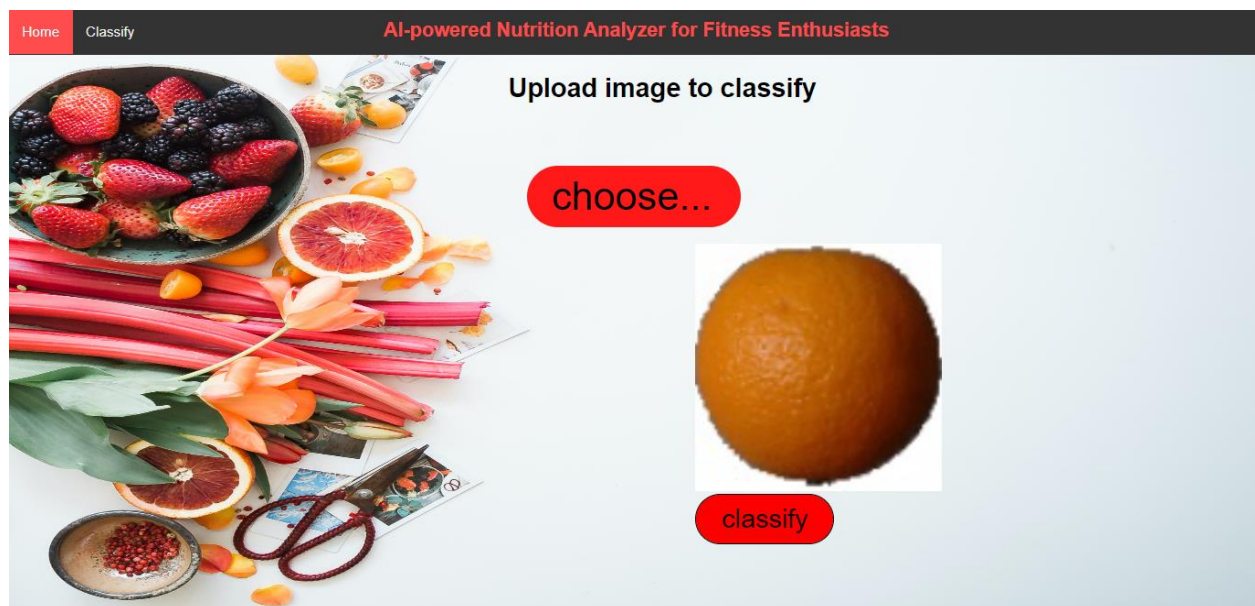 Home Classify AI-powered Nutrition Analyzer for Fitness Enthusiasts
Upload image to classify
choose...
classify